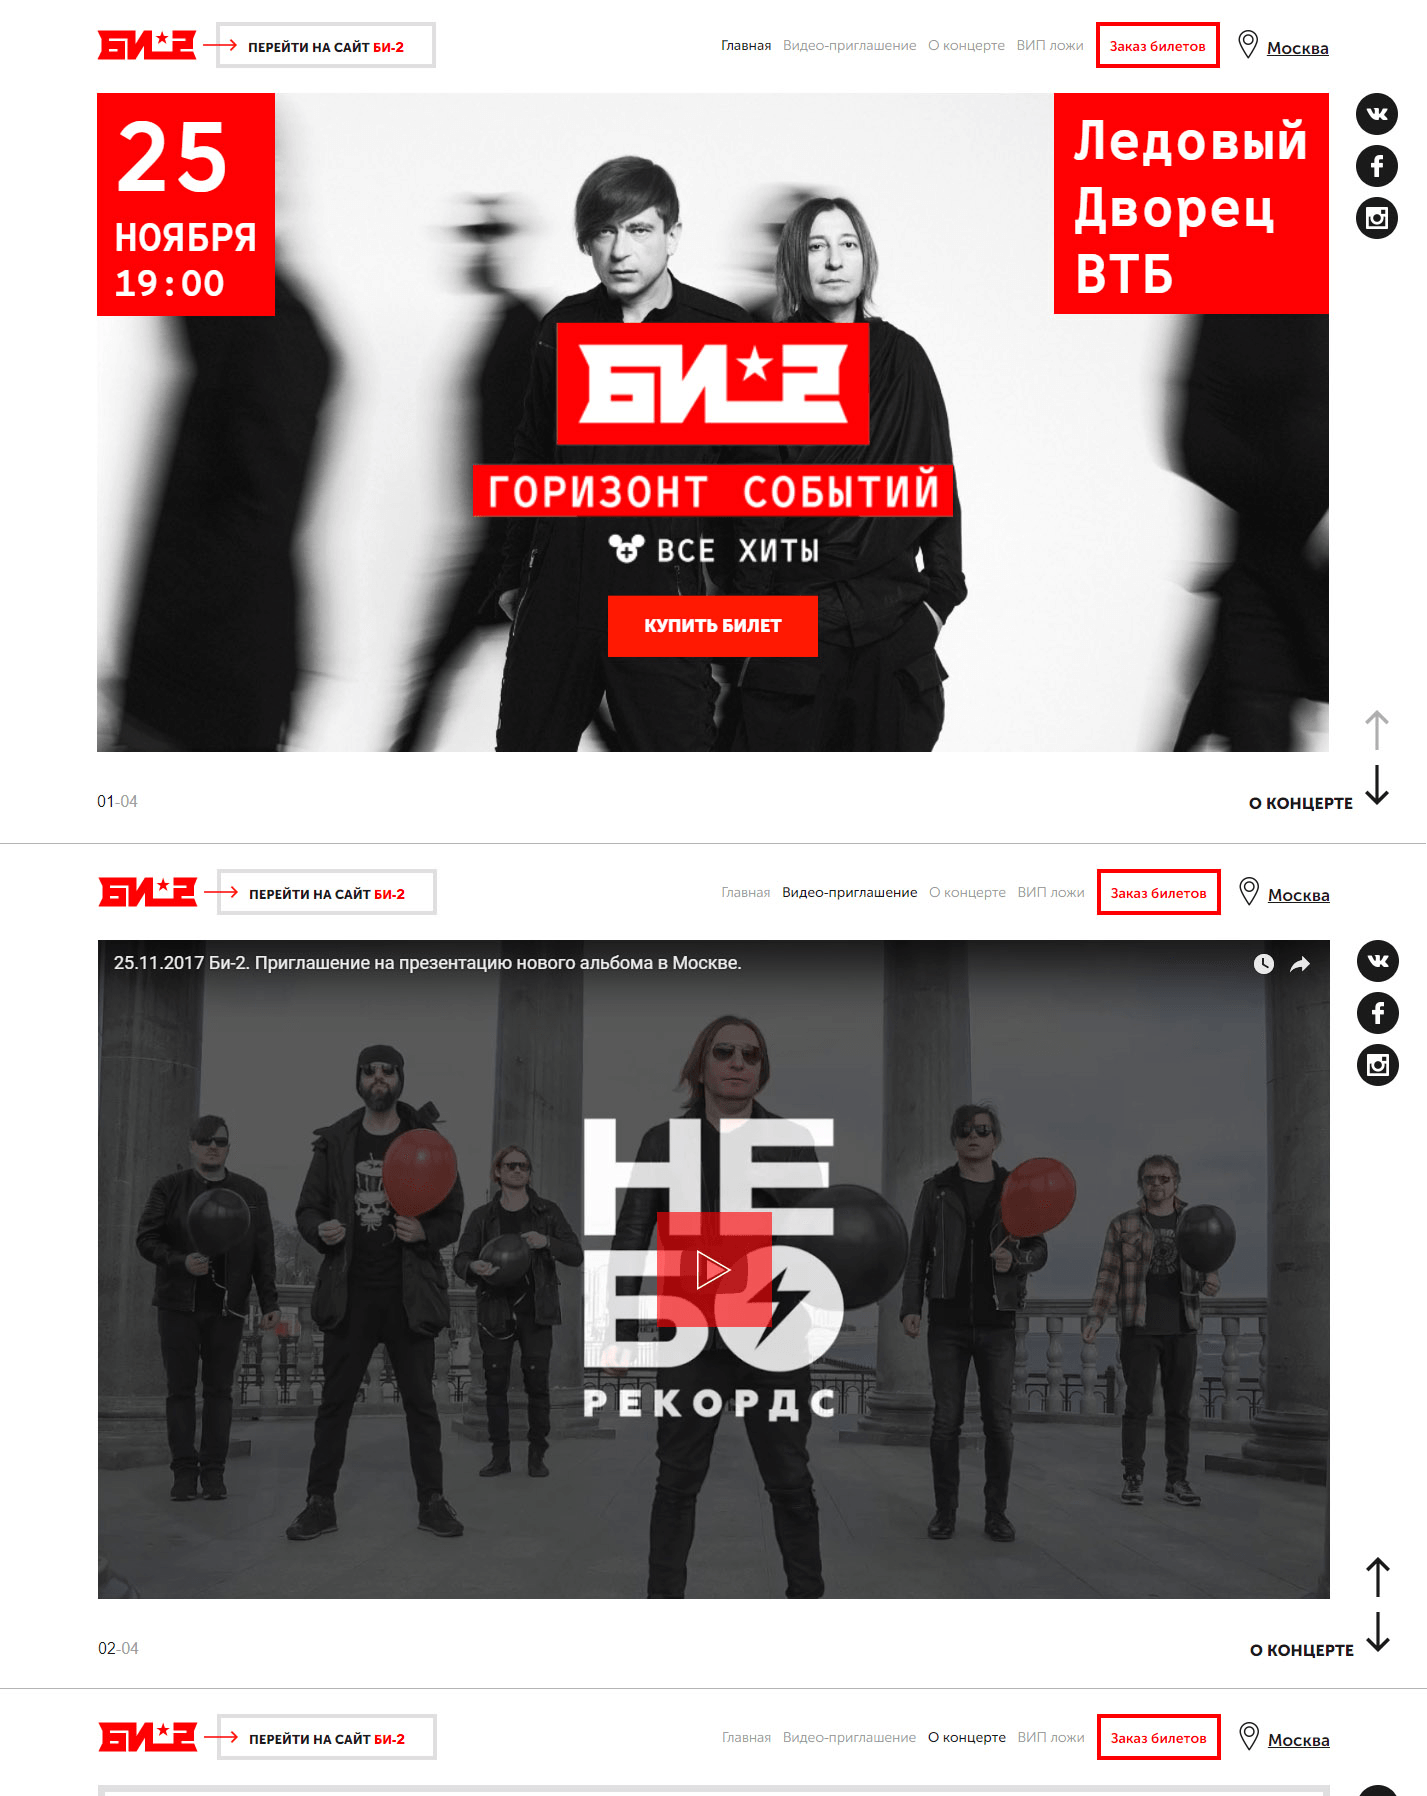 БИ-2
ПЕРЕЙТИ НА САЙТ БИ-2
Главная Видео-приглашение О концерте ВИП ложи
Заказ билетов
Москва
25
НОЯБРЯ
19:00
Ледовый
Дворец
ВТБ
БИ-2
ГОРИЗОНТ СОБЫТИЙ
ВСЕ ХИТЫ
КУПИТЬ БИЛЕТ
01-04
О КОНЦЕРТЕ
БИ-2
ПЕРЕЙТИ НА САЙТ БИ-2
Главная Видео-приглашение О концерте ВИП ложи
Заказ билетов
Москва
25.11.2017 Би-2. Приглашение на презентацию нового альбома в Москве.
НЕ
БО
РЕКОРДС
02-04
О КОНЦЕРТЕ
БИ-2
ПЕРЕЙТИ НА САЙТ БИ-2
Главная Видео-приглашение О концерте ВИП ложи
Заказ билетов
Москва